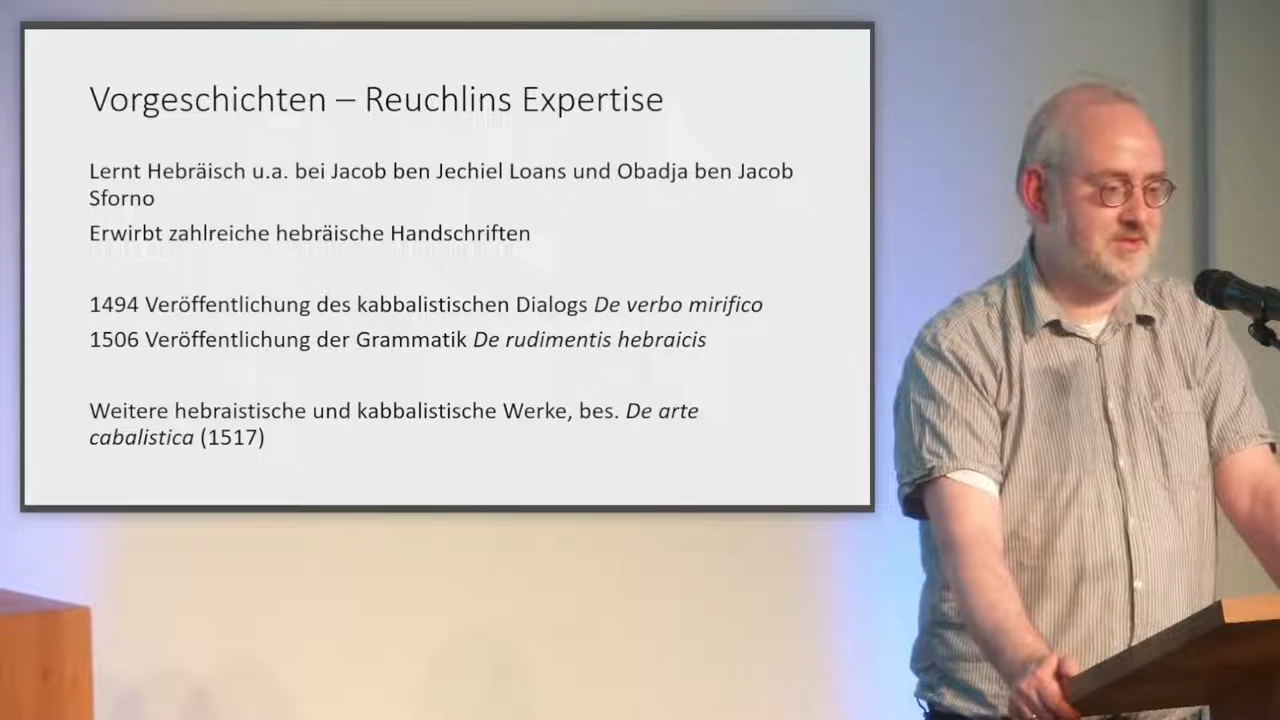 Vorgeschichten – Reuchlins Expertise
Lernt Hebräisch u.a. bei Jacob ben Jechiel Loans und Obadja ben Jacob
Sforno
Erwirbt zahlreiche hebräische Handschriften
1494 Veröffentlichung des kabbalistischen Dialogs De verbo mirifico
1506 Veröffentlichung der Grammatik De rudimentis hebraicis
Weitere hebraistische und kabbalistische Werke, bes. De arte
cabalistica (1517)